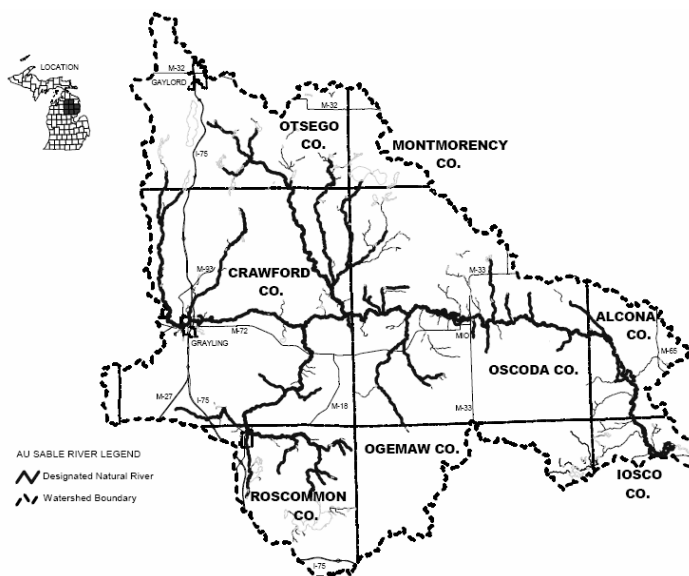 LOCATION
M-32
GAYLORD
M-32
OTSEGO
CO.
MONTMORENCY
CO.
I-75
M-93
CRAWFORD
CO.
M-33
ALCONA
CO.
M-72
MIO
GRAYLING
M-65
OSCODA CO.
M-27
I-75
M-18
M-33
AU SABLE RIVER LEGEND
OGEMAW CO.
Designated Natural River
IOSCO
CO.
Watershed Boundary
ROSCOMMON
CO.
I-75